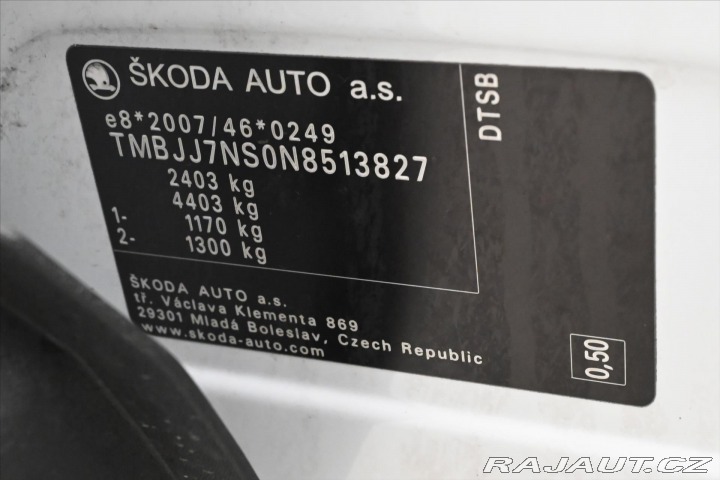 ŠKODA AUTO a.s.
e8*2007/46*0249
TMBJJ7NS0N8513827
2403 kg
4403 kg
1- 1170 kg
2- 1300 kg
ŠKODA AUTO a.s.
tř. Václava Klementa 869
29301 Mladá Boleslav, Czech Republic
www.skoda-auto.com
DTSB
0,50
RAJAUT.CZ